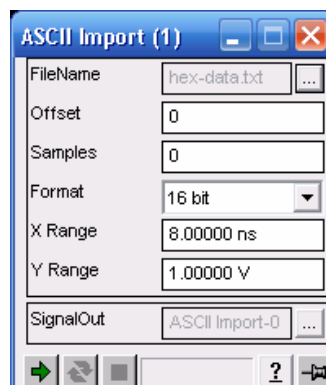 ASCII Import (1)
FileName hex-data.txt ...
Offset 0
Samples 0
Format 16 bit
X Range 8.00000 ns
Y Range 1.00000 V
SignalOut ASCII Import-0 ...
?